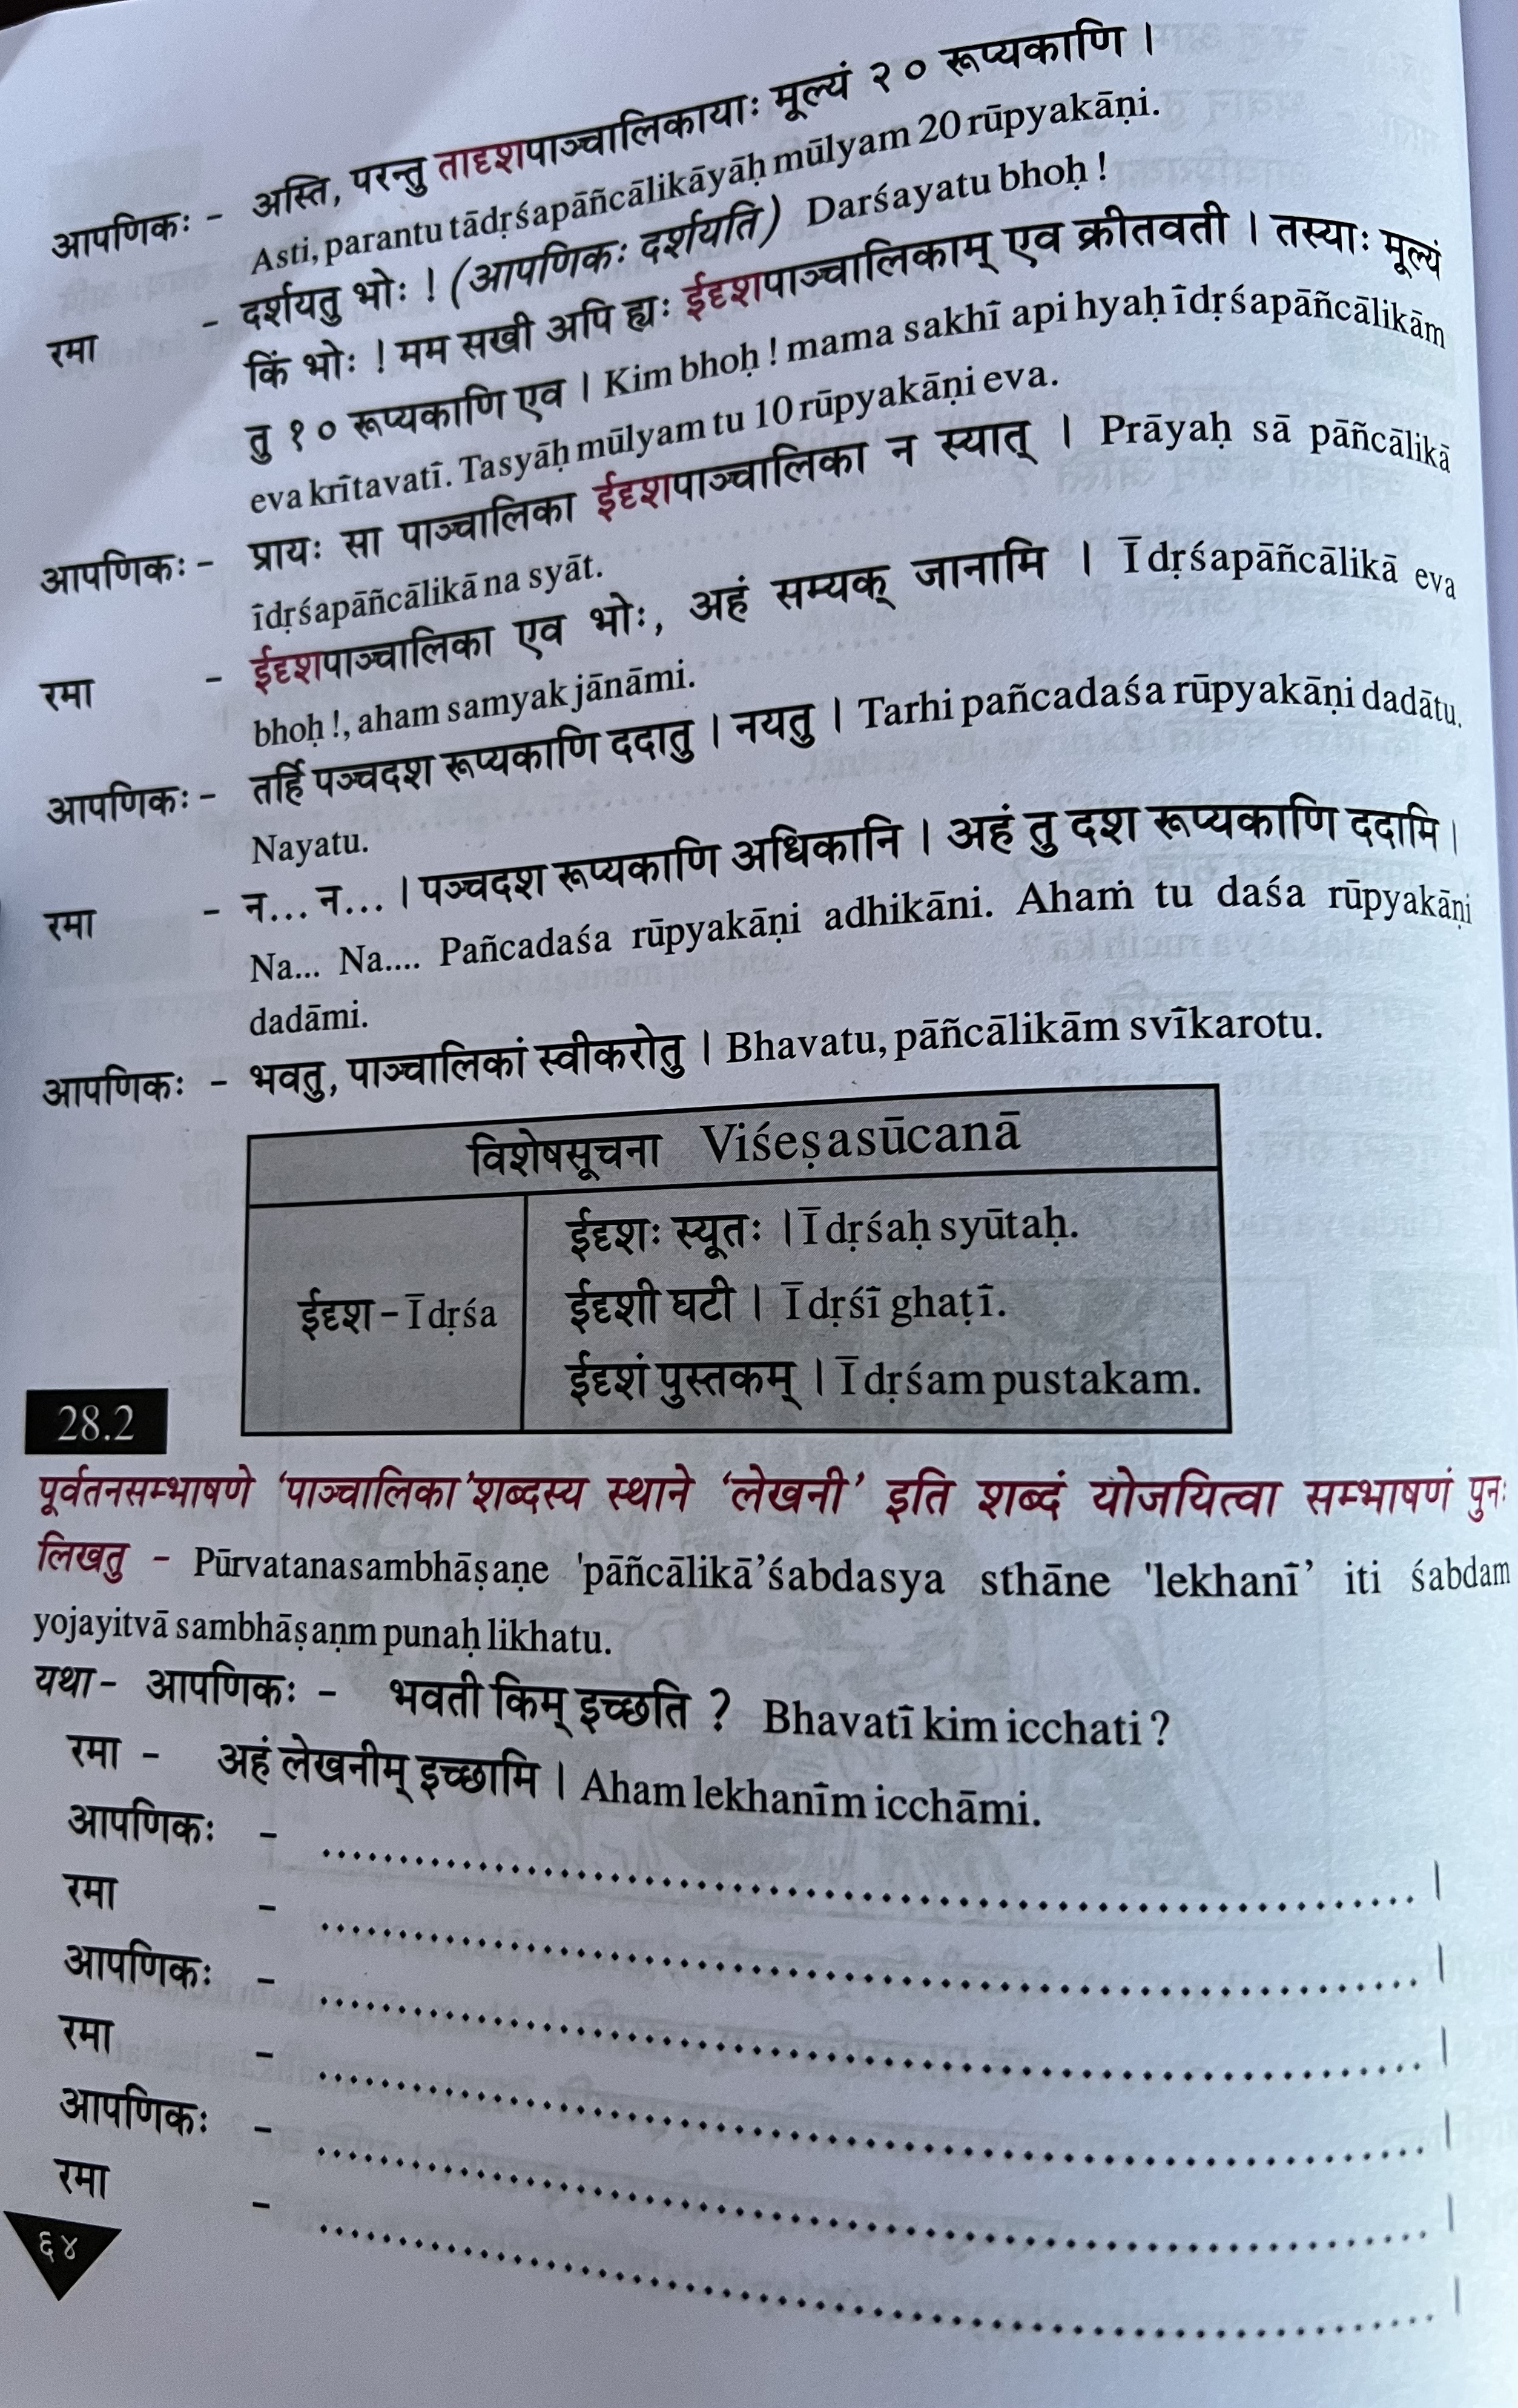 आपणिकः - अस्ति, परन्तु तादृशपाञ्चालिकायाः मूल्यं २० रूप्यकाणि ।
Asti, parantu tādṛśapāñcālikāyāḥ mūlyam 20 rūpyakāṇi.
रमा - दर्शयतु भोः ! (आपणिकः दर्शयति) Darśayatu bhoḥ !
किं भोः ! मम सखी अपि ह्यः ईदृशपाञ्चालिकाम् एव क्रीतवती । तस्याः मूल्यं
तु १० रूप्यकाणि एव । Kim bhoḥ ! mama sakhī api hyaḥ īdṛśapāñcālikām
eva krītavatī. Tasyāḥ mūlyam tu 10 rūpyakāṇi eva.
आपणिकः - प्रायः सा पाञ्चालिका ईदृशपाञ्चालिका न स्यात् । Prāyaḥ sā pāñcālikā
īdṛśapāñcālikā na syāt.
रमा - ईदृशपाञ्चालिका एव भोः, अहं सम्यक् जानामि । Īdṛśapāñcālikā eva
bhoḥ !, aham samyak jānāmi.
आपणिकः - तर्हि पञ्चदश रूप्यकाणि ददातु । नयतु । Tarhi pañcadaśa rūpyakāṇi dadātu.
Nayatu.
रमा - न... न... । पञ्चदश रूप्यकाणि अधिकानि । अहं तु दश रूप्यकाणि ददामि ।
Na... Na.... Pañcadaśa rūpyakāṇi adhikāni. Ahaṁ tu daśa rūpyakāṇi
dadāmi.
आपणिकः - भवतु, पाञ्चालिकां स्वीकरोतु । Bhavatu, pāñcālikām svīkarotu.
विशेषसूचना Viśeṣasūcanā
ईदृश - Īdṛśa
ईदृशः स्यूतः । Īdṛśaḥ syūtaḥ.
ईदृशी घटी । Īdṛśī ghaṭī.
ईदृशं पुस्तकम् । Īdṛśam pustakam.
28.2
पूर्वतनसम्भाषणे ‘पाञ्चालिका’शब्दस्य स्थाने ‘लेखनी’ इति शब्दं योजयित्वा सम्भाषणं पुनः
लिखतु - Pūrvatanasambhāṣaṇe 'pāñcālikā’śabdasya sthāne 'lekhanī’ iti śabdam
yojayitvā sambhāṣaṇm punaḥ likhatu.
यथा - आपणिकः - भवती किम् इच्छति ? Bhavatī kim icchati ?
रमा - अहं लेखनीम् इच्छामि । Aham lekhanīm icchāmi.
आपणिकः - .................... ।
रमा - .................... ।
आपणिकः - .................... ।
रमा - .................... ।
आपणिकः - .................... ।
रमा - .................... ।
६४